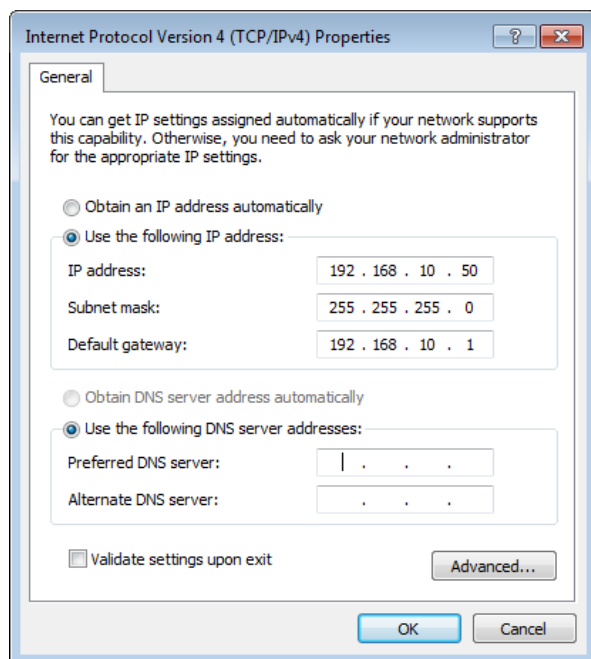 Internet Protocol Version 4 (TCP/IPv4) Properties
General
You can get IP settings assigned automatically if your network supports
this capability. Otherwise, you need to ask your network administrator
for the appropriate IP settings.
Obtain an IP address automatically
Use the following IP address:
IP address: 192 . 168 . 10 . 50
Subnet mask: 255 . 255 . 255 . 0
Default gateway: 192 . 168 . 10 . 1
Obtain DNS server address automatically
Use the following DNS server addresses:
Preferred DNS server: . . .
Alternate DNS server: . . .
Validate settings upon exit
Advanced...
OK Cancel